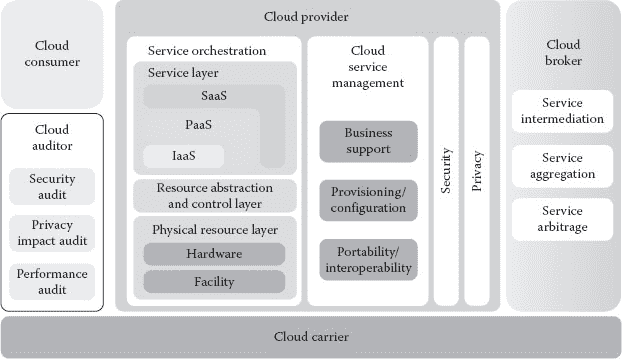 Cloud
consumer
Cloud
auditor
Security
audit
Privacy
impact audit
Performance
audit
Cloud provider
Service orchestration
Service layer
SaaS
PaaS
IaaS
Resource abstraction
and control layer
Physical resource layer
Hardware
Facility
Cloud
service
management
Business
support
Provisioning/
configuration
Portability/
interoperability
Security
Privacy
Cloud
broker
Service
intermediation
Service
aggregation
Service
arbitrage
Cloud carrier